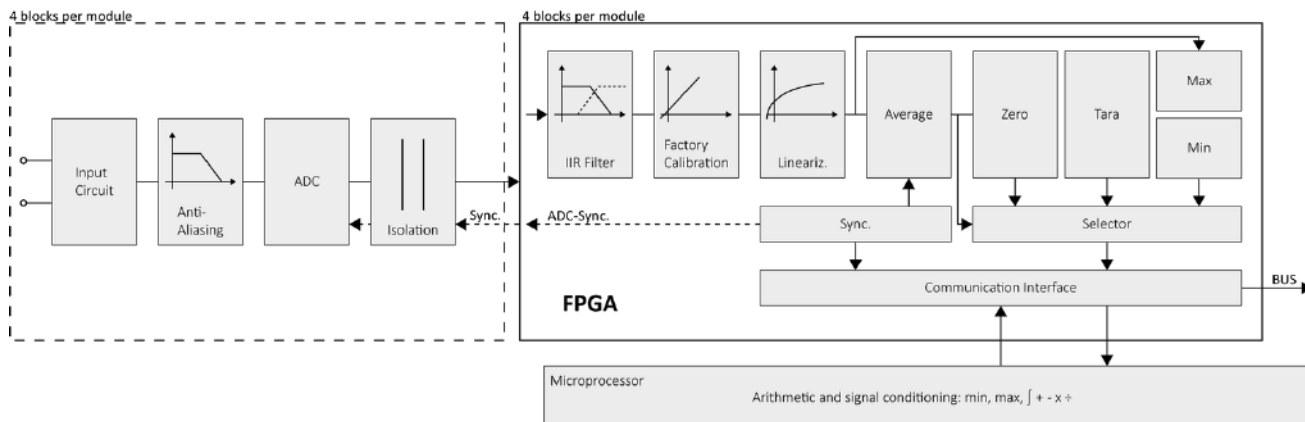 4 blocks per module
Input
Circuit
Anti-
Aliasing
ADC
Isolation
Sync.
4 blocks per module
IIR Filter
Factory
Calibration
Lineariz.
Average
Zero
Tara
Max
Min
ADC-Sync.
Sync.
Selector
Communication Interface
BUS
FPGA
Microprocessor
Arithmetic and signal conditioning: min, max, ∫ + - x ÷